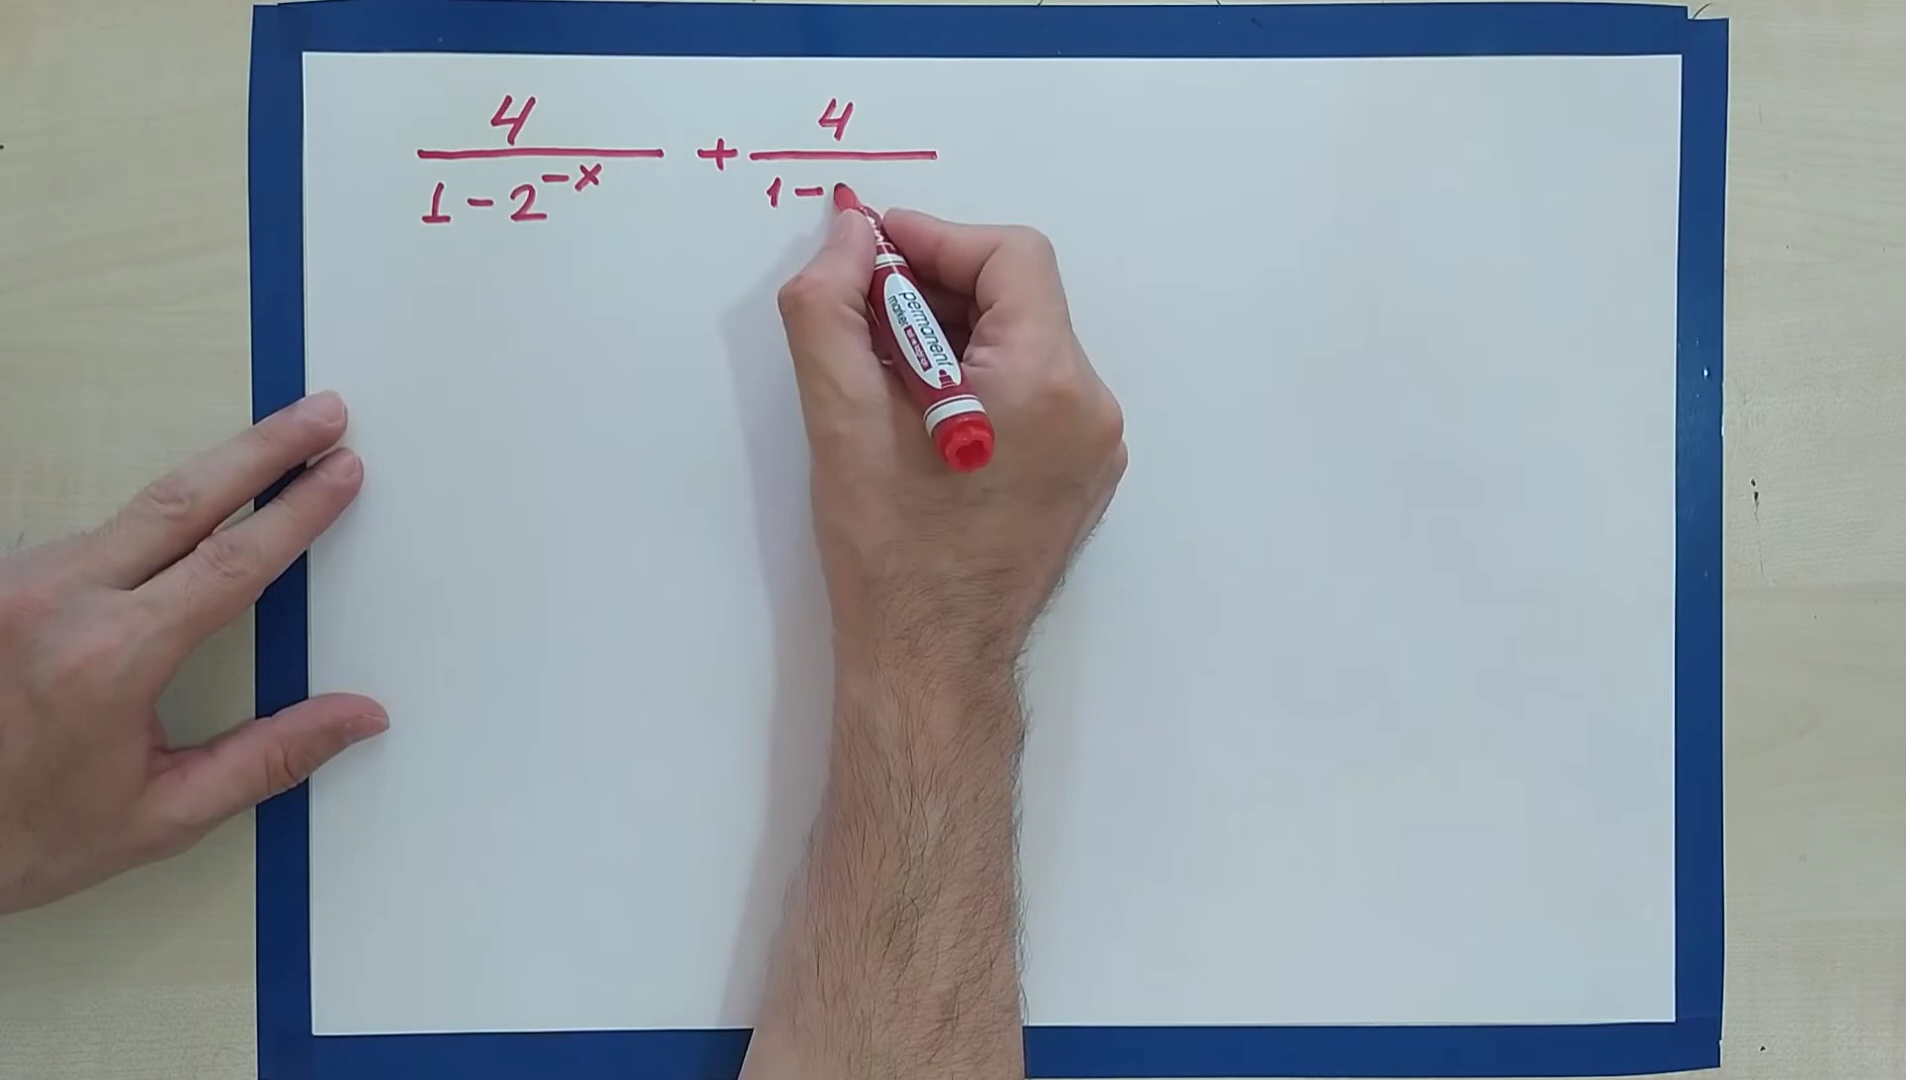 4 4
1-2^-x + 1-
permanent
marker